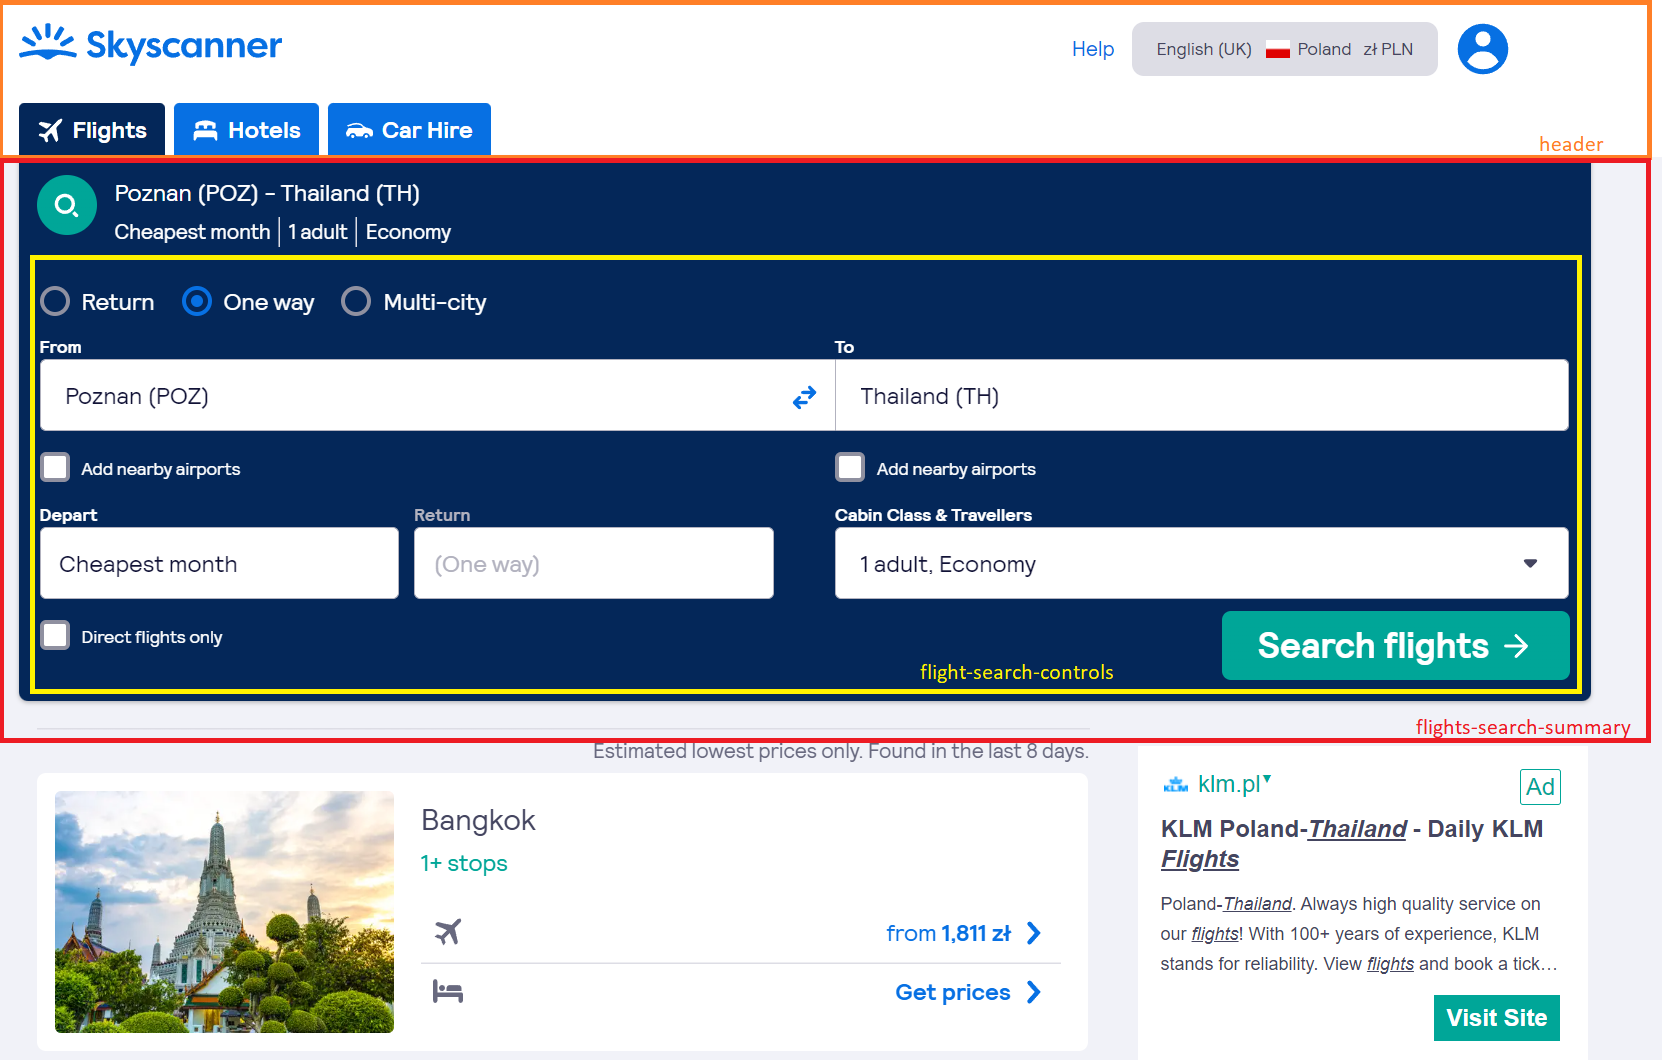 Skyscanner
Help
English (UK) Poland zł PLN
Flights
Hotels
Car Hire
header
Poznan (POZ) – Thailand (TH)
Cheapest month | 1 adult | Economy
Return
One way
Multi-city
From
To
Poznan (POZ)
Thailand (TH)
Add nearby airports
Add nearby airports
Depart
Return
Cabin Class & Travellers
Cheapest month
(One way)
1 adult, Economy
Direct flights only
Search flights
flight-search-controls
flights-search-summary
Estimated lowest prices only. Found in the last 8 days.
Bangkok
1+ stops
from 1,811 zł
Get prices
KLM
klm.pl
Ad
KLM Poland-Thailand - Daily KLM
Flights
Poland-Thailand. Always high quality service on
our flights! With 100+ years of experience, KLM
stands for reliability. View flights and book a tick…
Visit Site